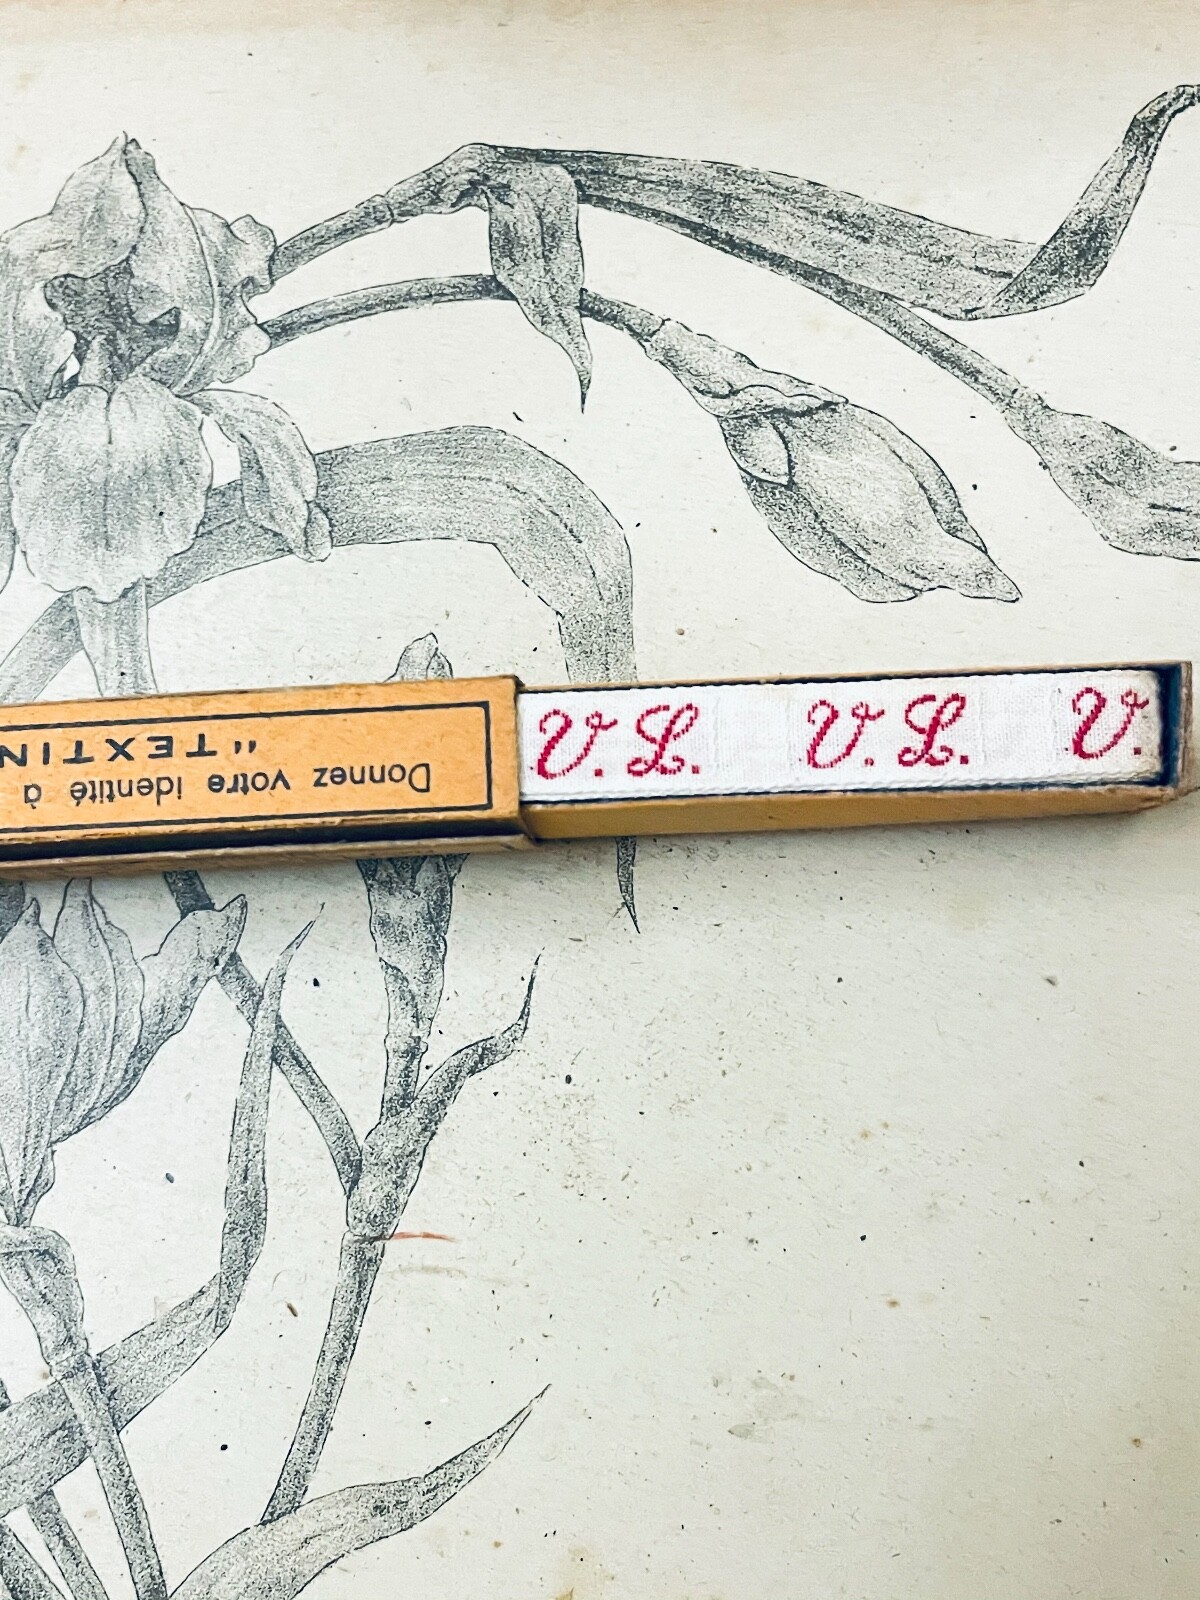 Donnez votre identité à
"TEXTIN
V. L. V. L. V.